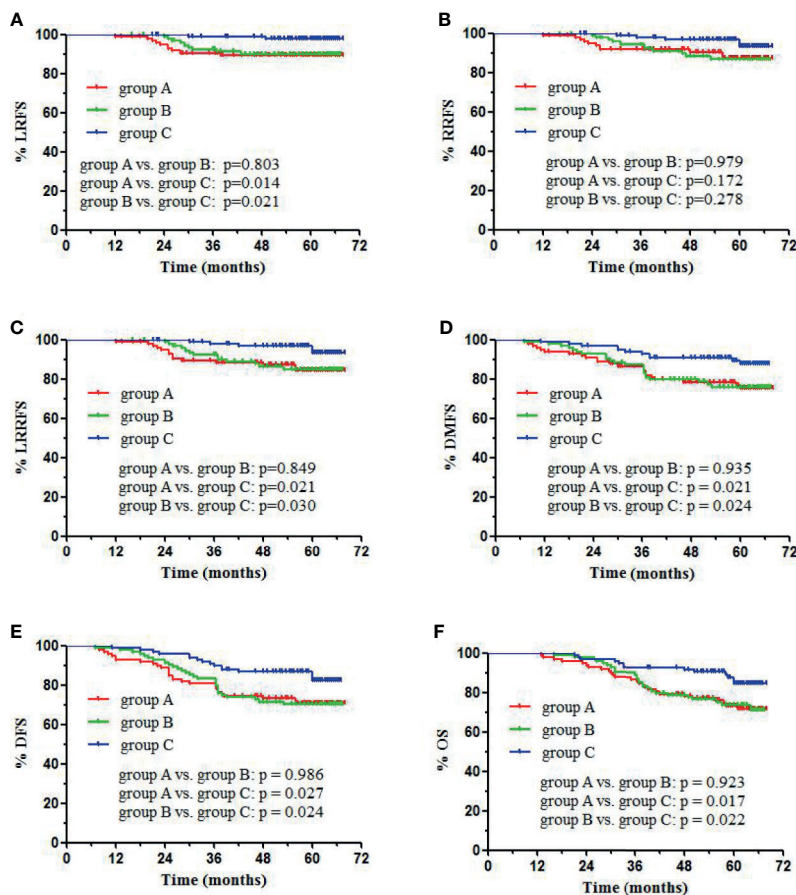 A
% LRFS
100
80
60
40
20
0
group A
group B
group C
group A vs. group B: p=0.803
group A vs. group C: p=0.014
group B vs. group C: p=0.021
0 12 24 36 48 60 72
Time (months)
B
% RRFS
100
80
60
40
20
0
group A
group B
group C
group A vs. group B: p=0.979
group A vs. group C: p=0.172
group B vs. group C: p=0.278
0 12 24 36 48 60 72
Time (months)
C
% LRRFS
100
80
60
40
20
0
group A
group B
group C
group A vs. group B: p=0.849
group A vs. group C: p=0.021
group B vs. group C: p=0.030
0 12 24 36 48 60 72
Time (months)
D
% DMFS
100
80
60
40
20
0
group A
group B
group C
group A vs. group B: p = 0.935
group A vs. group C: p = 0.021
group B vs. group C: p = 0.024
0 12 24 36 48 60 72
Time (months)
E
% DFS
100
80
60
40
20
0
group A
group B
group C
group A vs. group B: p = 0.986
group A vs. group C: p = 0.027
group B vs. group C: p = 0.024
0 12 24 36 48 60 72
Time (months)
F
% OS
100
80
60
40
20
0
group A
group B
group C
group A vs. group B: p = 0.923
group A vs. group C: p = 0.017
group B vs. group C: p = 0.022
0 12 24 36 48 60 72
Time (months)